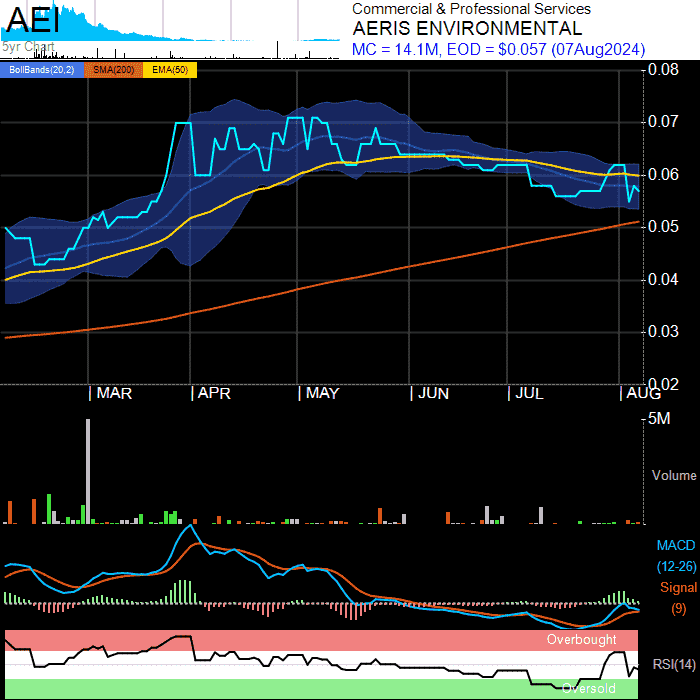 AEI
5yr Chart
Commercial & Professional Services
AERIS ENVIRONMENTAL
MC = 14.1M, EOD = $0.057 (07Aug2024)
BollBands(20,2) SMA(200) EMA(50)
0.08
0.07
0.06
0.05
0.04
0.03
0.02
MAR APR MAY JUN JUL AUG
5M
Volume
MACD
(12-26)
Signal
(9)
Overbought
RSI(14)
Oversold